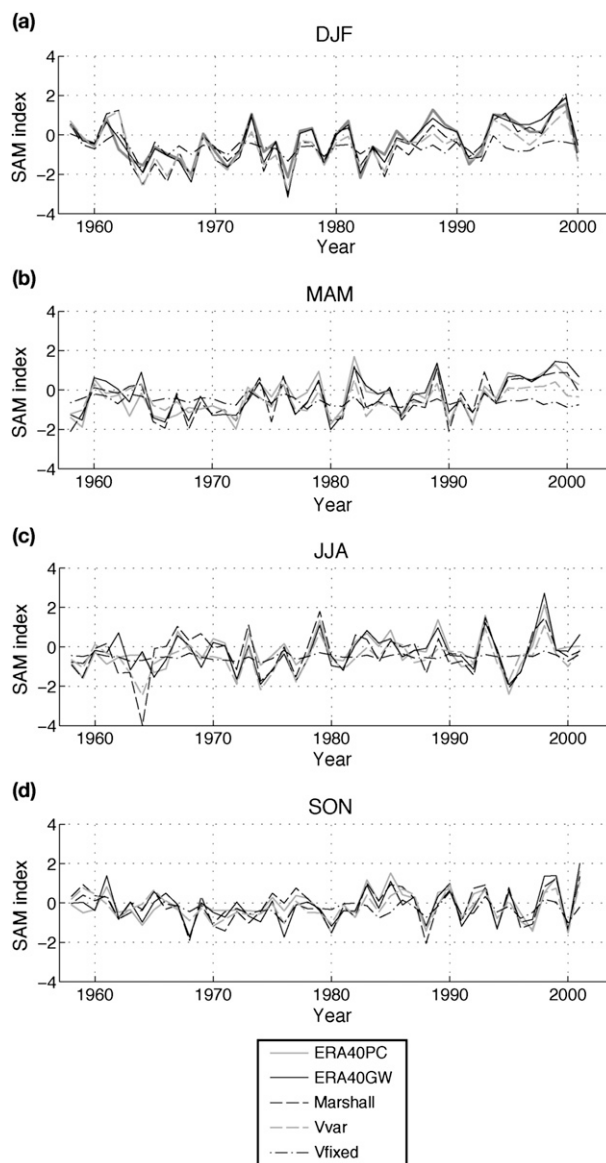 (a)
DJF
SAM index
4
2
0
−2
−4
1960 1970 1980 1990 2000
Year
(b)
MAM
SAM index
4
2
0
−2
−4
1960 1970 1980 1990 2000
Year
(c)
JJA
SAM index
4
2
0
−2
−4
1960 1970 1980 1990 2000
Year
(d)
SON
SAM index
4
2
0
−2
−4
1960 1970 1980 1990 2000
Year
ERA40PC
ERA40GW
Marshall
Vvar
Vfixed